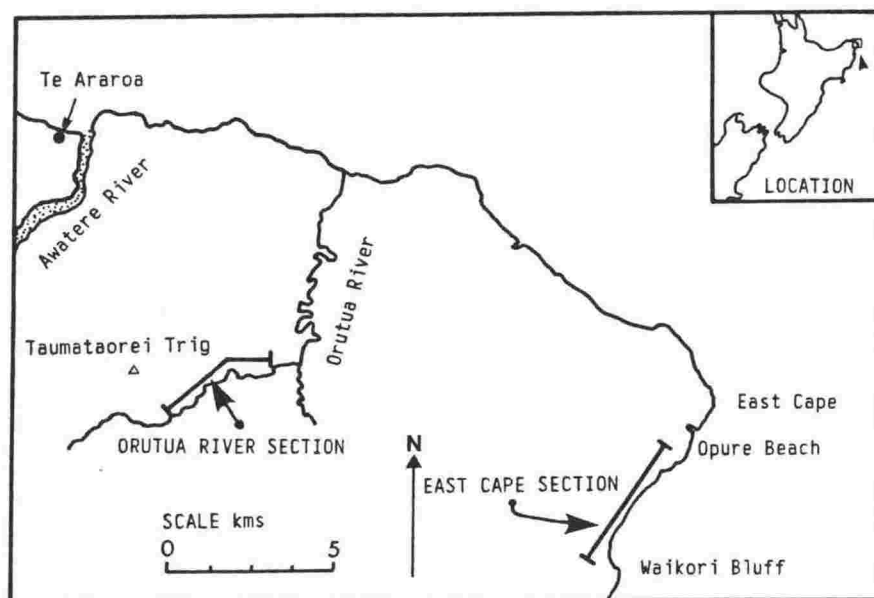 Te Araroa
Awatere River
LOCATION
Orutua River
Taumataorei Trig
East Cape
ORUTUA RIVER SECTION
N
Opure Beach
EAST CAPE SECTION
SCALE kms
0 5
Waikori Bluff